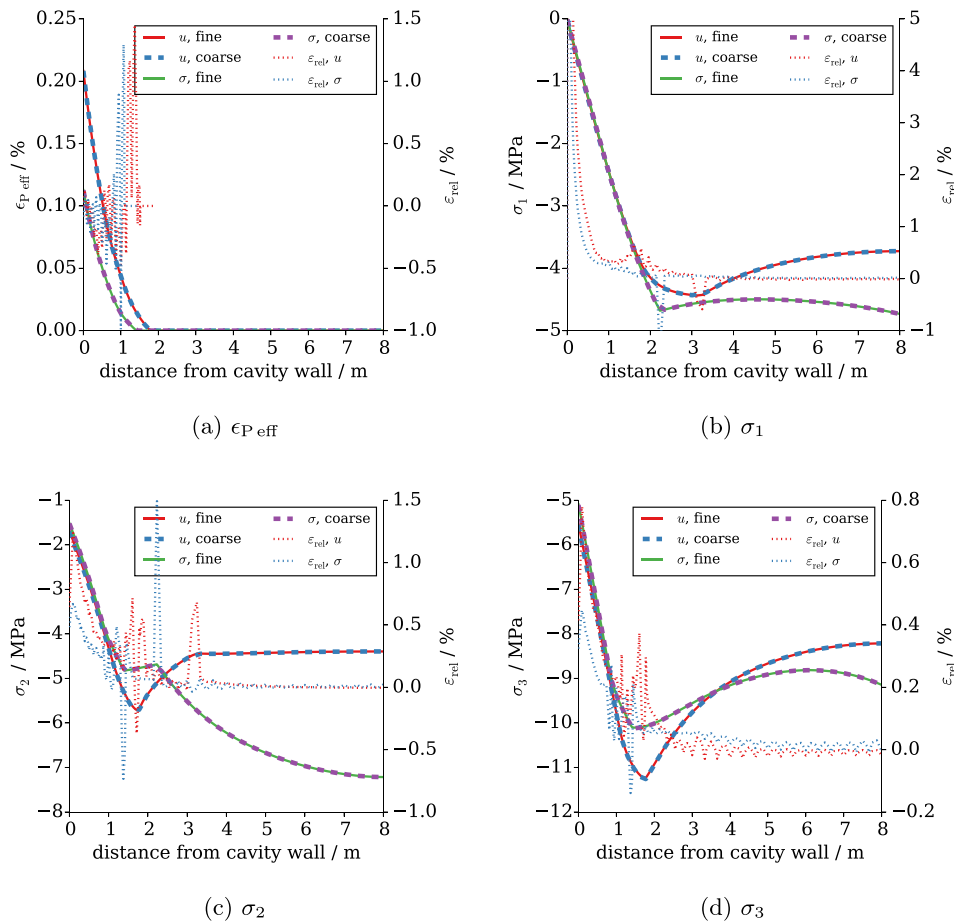 0.25
0.20
0.15
0.10
0.05
0.00
ϵP eff / %
u, fine
u, coarse
σ, fine
σ, coarse
εrel, u
εrel, σ
1.5
1.0
0.5
0.0
−0.5
−1.0
εrel / %
0 1 2 3 4 5 6 7 8
distance from cavity wall / m
(a) ϵP eff
0
−1
−2
−3
−4
−5
σ1 / MPa
u, fine
u, coarse
σ, fine
σ, coarse
εrel, u
εrel, σ
5
4
3
2
1
0
−1
εrel / %
0 1 2 3 4 5 6 7 8
distance from cavity wall / m
(b) σ1
−1
−2
−3
−4
−5
−6
−7
−8
σ2 / MPa
u, fine
u, coarse
σ, fine
σ, coarse
εrel, u
εrel, σ
1.5
1.0
0.5
0.0
−0.5
−1.0
εrel / %
0 1 2 3 4 5 6 7 8
distance from cavity wall / m
(c) σ2
−5
−6
−7
−8
−9
−10
−11
−12
σ3 / MPa
u, fine
u, coarse
σ, fine
σ, coarse
εrel, u
εrel, σ
0.8
0.6
0.4
0.2
0.0
−0.2
εrel / %
0 1 2 3 4 5 6 7 8
distance from cavity wall / m
(d) σ3